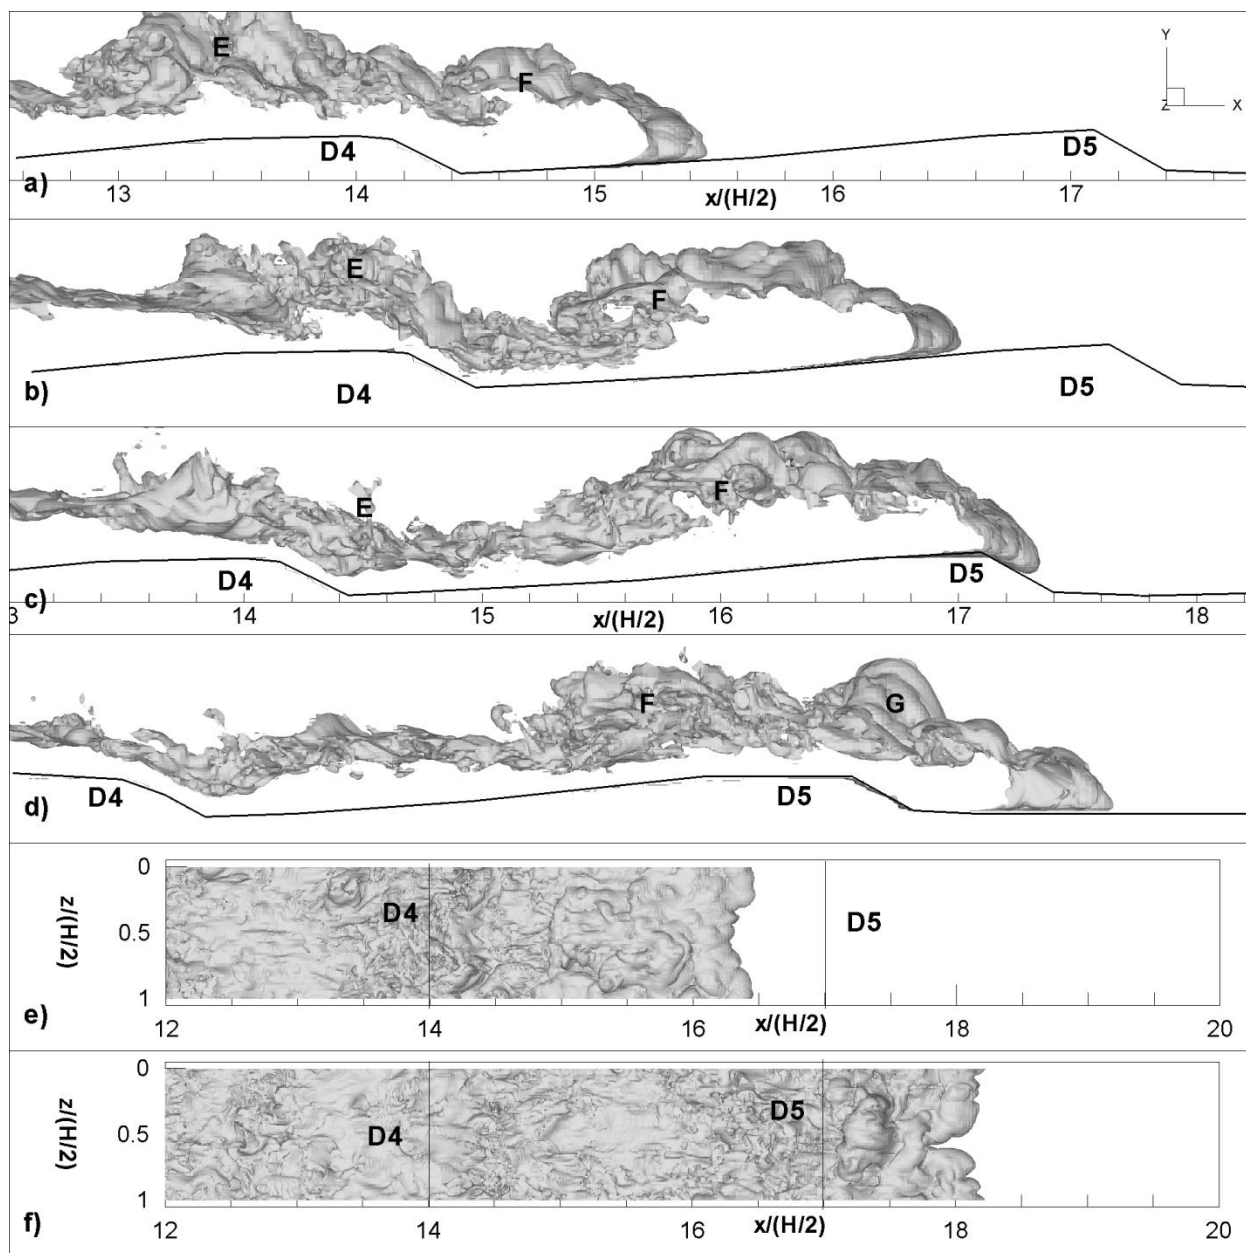 E
F
Y
Z X
D4
D5
a)
13 14 15 16 17
x/(H/2)
E
F
b)
D4
D5
E
F
D4
D5
c)
3 14 15 16 17 18
x/(H/2)
F
G
D4
D5
d)
0
z/(H/2)
D4
D5
0.5
1
e)
x/(H/2)
12 14 16 18 20
0
z/(H/2)
D5
0.5
D4
1
f)
x/(H/2)
12 14 16 18 20